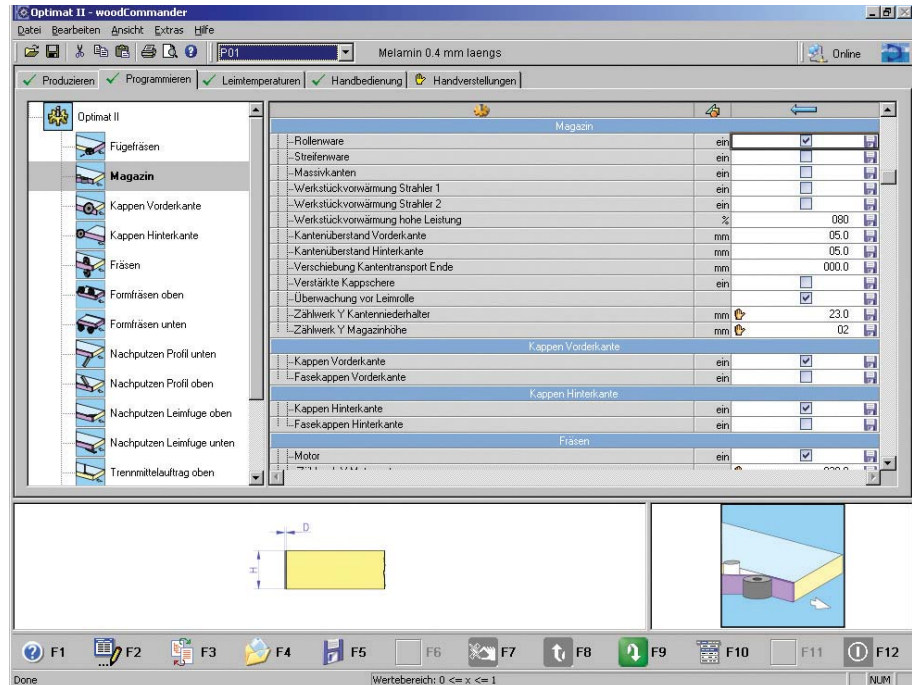 Optimat II - woodCommander
Datei Bearbeiten Ansicht Extras Hilfe
P01 Melamin 0.4 mm laengs Online
Produzieren Programmieren Leimtemperaturen Handbedienung Handverstellungen
Optimat II
Fügefräsen
Magazin
Kappen Vorderkante
Kappen Hinterkante
Fräsen
Formfräsen oben
Formfräsen unten
Nachputzen Profil unten
Nachputzen Profil oben
Nachputzen Leimfuge oben
Nachputzen Leimfuge unten
Trennmittelauftrag oben
Magazin
Rollenware ein
Streifenware ein
Massivkanten ein
Werkstückvorwärmung Strahler 1 ein
Werkstückvorwärmung Strahler 2 ein
Werkstückvorwärmung hohe Leistung % 080
Kantenüberstand Vorderkante mm 05.0
Kantenüberstand Hinterkante mm 05.0
Verschiebung Kantentransport Ende mm 000.0
Verstärkte Kappschere ein
Überwachung vor Leimrolle
Zählwerk Y Kantenniederhalter mm 23.0
Zählwerk Y Magazinhöhe mm 02
Kappen Vorderkante
Kappen Vorderkante ein
Fasekappen Vorderkante ein
Kappen Hinterkante
Kappen Hinterkante ein
Fasekappen Hinterkante ein
Fräsen
Motor ein
D
H
F1 F2 F3 F4 F5 F6 F7 F8 F9 F10 F11 F12
Done Wertebereich: 0 <= x <= 1 NUM